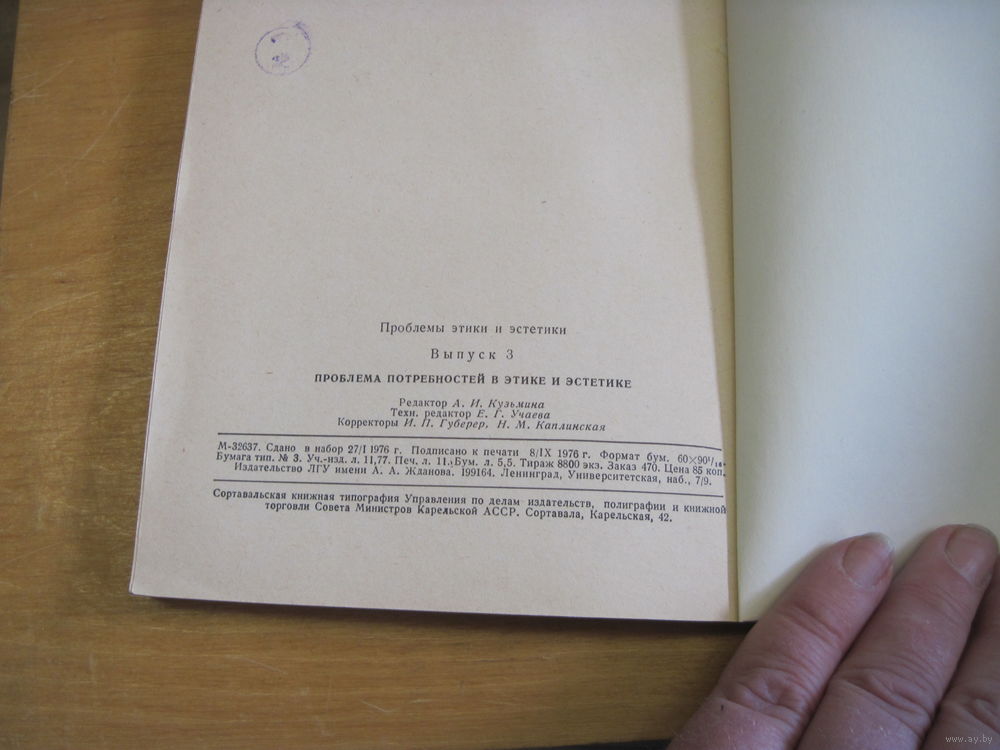 Проблемы этики и эстетики
Выпуск 3
ПРОБЛЕМА ПОТРЕБНОСТЕЙ В ЭТИКЕ И ЭСТЕТИКЕ
Редактор А. И. Кузьмина
Техн. редактор Е. Г. Учаева
Корректоры И. П. Губерер, Н. М. Каплинская
М-32637. Сдано в набор 27/I 1976 г. Подписано к печати 8/IX 1976 г. Формат бум. 60×90¹/₁₆.
Бумага тип. № 3. Уч.-изд. л. 11,77. Печ. л. 11. Бум. л. 5,5. Тираж 8800 экз. Заказ 470. Цена 85 коп.
Издательство ЛГУ имени А. А. Жданова. 199164. Ленинград, Университетская, наб., 7/9.
Сортавальская книжная типография Управления по делам издательств, полиграфии и книжной
торговли Совета Министров Карельской АССР. Сортавала, Карельская, 42.
www.ay.by